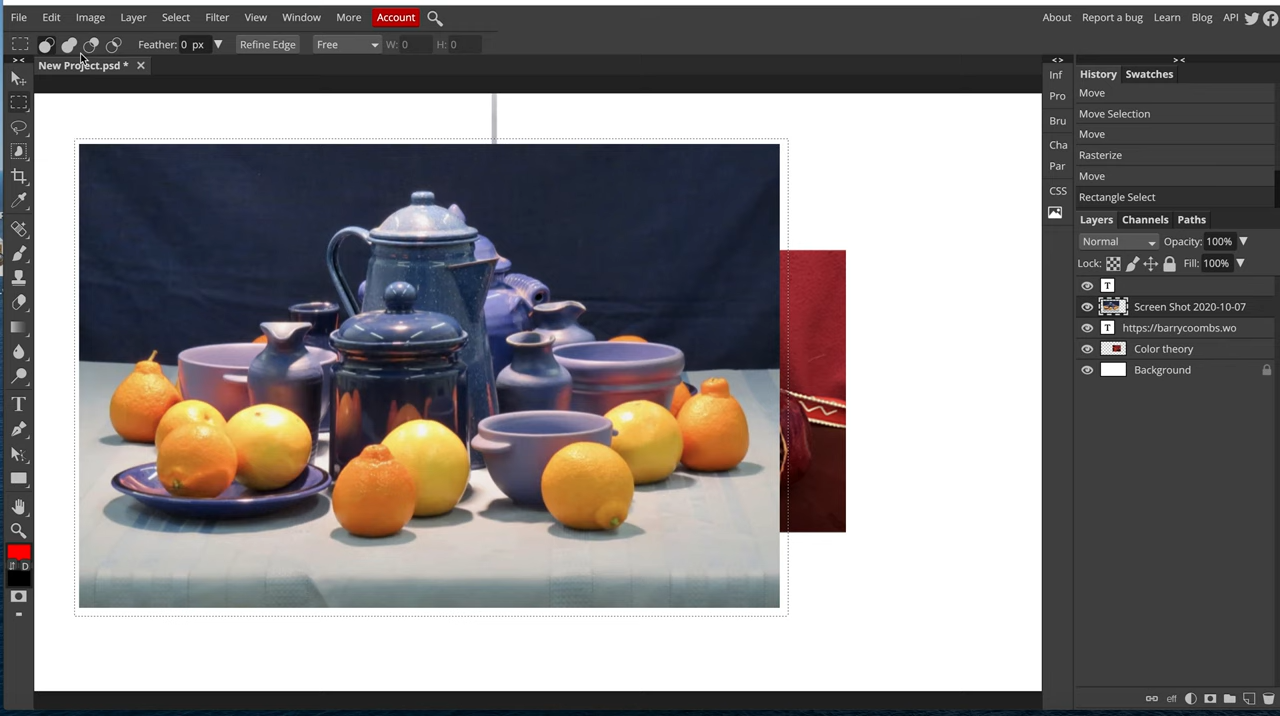 File Edit Image Layer Select Filter View Window More Account About Report a bug Learn Blog API
Feather: 0 px Refine Edge Free W: 0 H: 0
New Project.psd *
> < < > > <
Inf
Pro
Bru
Cha
Par
CSS
History Swatches
Move
Move Selection
Move
Rasterize
Move
Rectangle Select
Layers Channels Paths
Normal Opacity: 100%
Lock: Fill: 100%
T
Screen Shot 2020-10-07
T https://barrycoombs.wo
Color theory
Background
D
eff